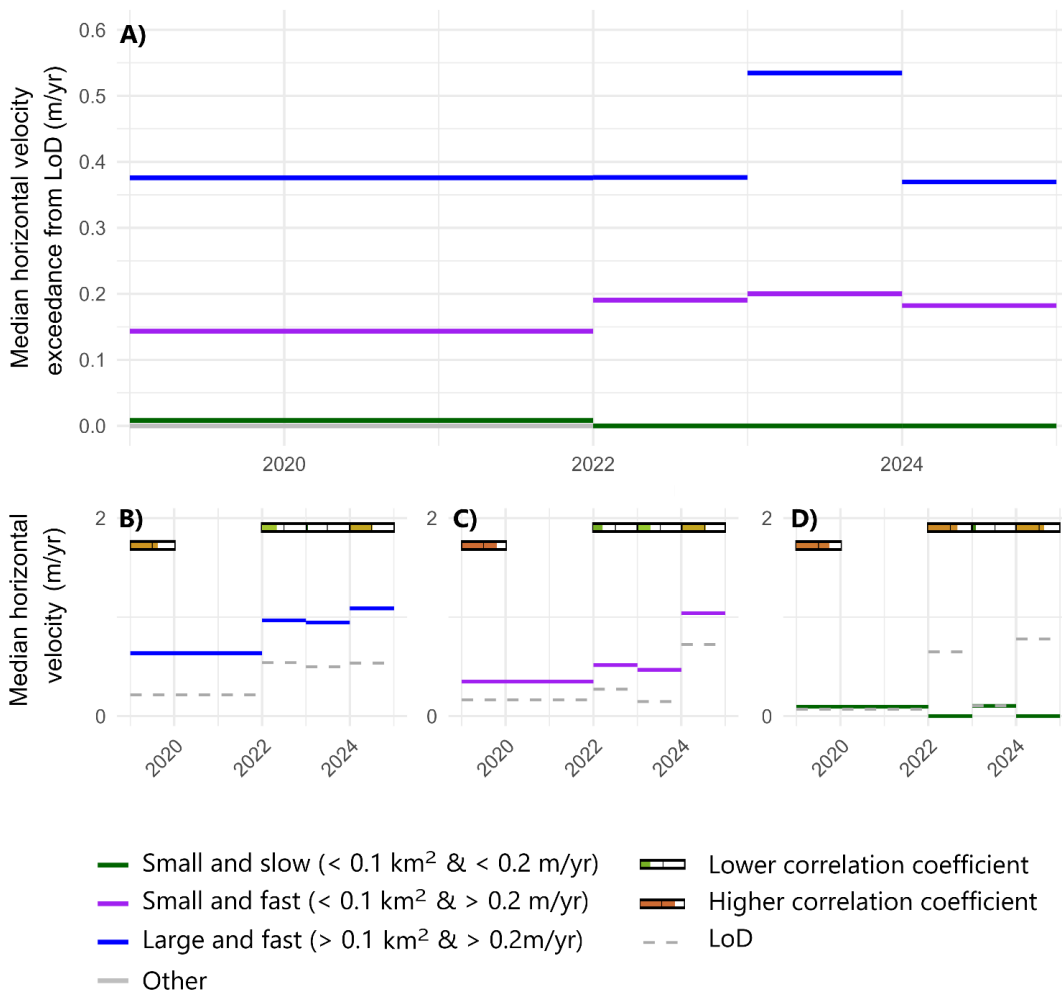 A)
Median horizontal velocity
exceedance from LoD (m/yr)
0.6
0.5
0.4
0.3
0.2
0.1
0.0
2020
2022
2024
Median horizontal
velocity (m/yr)
B)
2
0
2020
2022
2024
C)
2
0
2020
2022
2024
D)
2
0
2020
2022
2024
Small and slow (< 0.1 km² & < 0.2 m/yr)
Small and fast (< 0.1 km² & > 0.2 m/yr)
Large and fast (> 0.1 km² & > 0.2m/yr)
Other
Lower correlation coefficient
Higher correlation coefficient
LoD